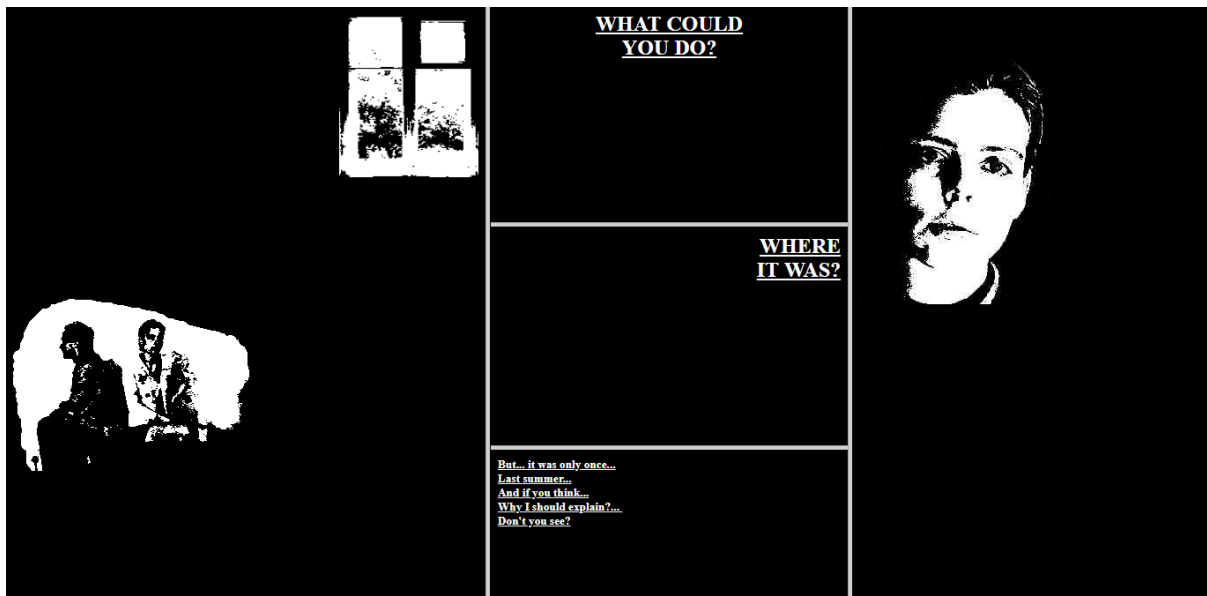 WHAT COULD
YOU DO?
WHERE
IT WAS?
But... it was only once...
Last summer...
And if you think...
Why I should explain?...
Don't you see?